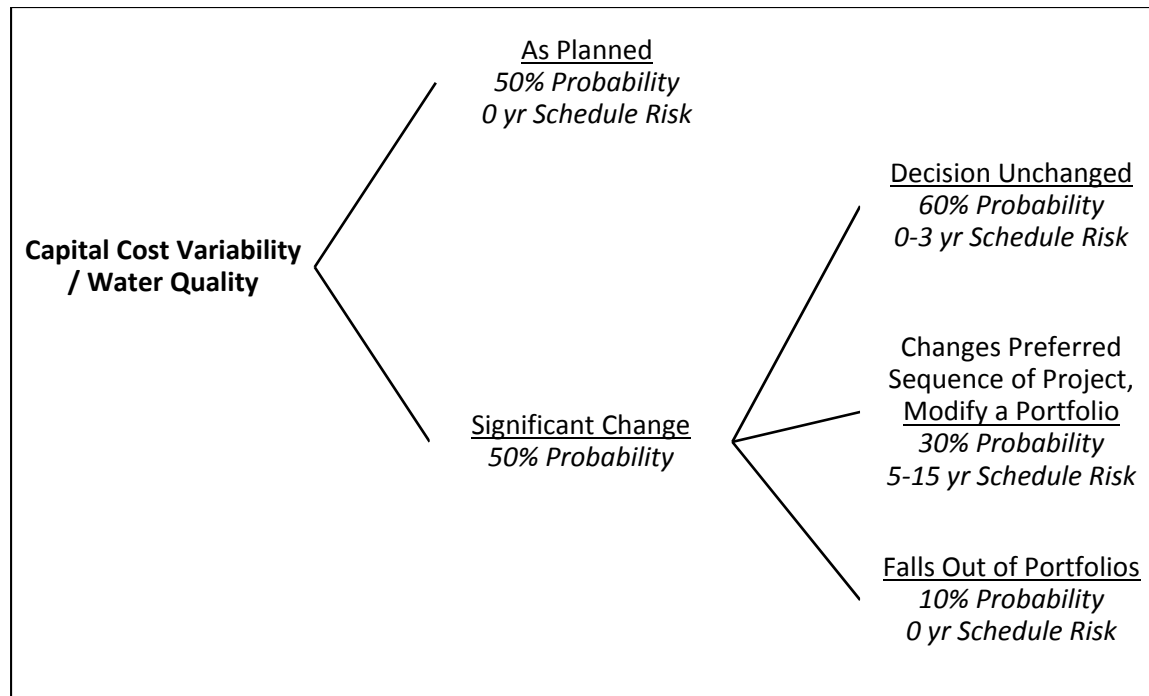 As Planned
50% Probability
0 yr Schedule Risk
Capital Cost Variability
/ Water Quality
Significant Change
50% Probability
Decision Unchanged
60% Probability
0-3 yr Schedule Risk
Changes Preferred
Sequence of Project,
Modify a Portfolio
30% Probability
5-15 yr Schedule Risk
Falls Out of Portfolios
10% Probability
0 yr Schedule Risk